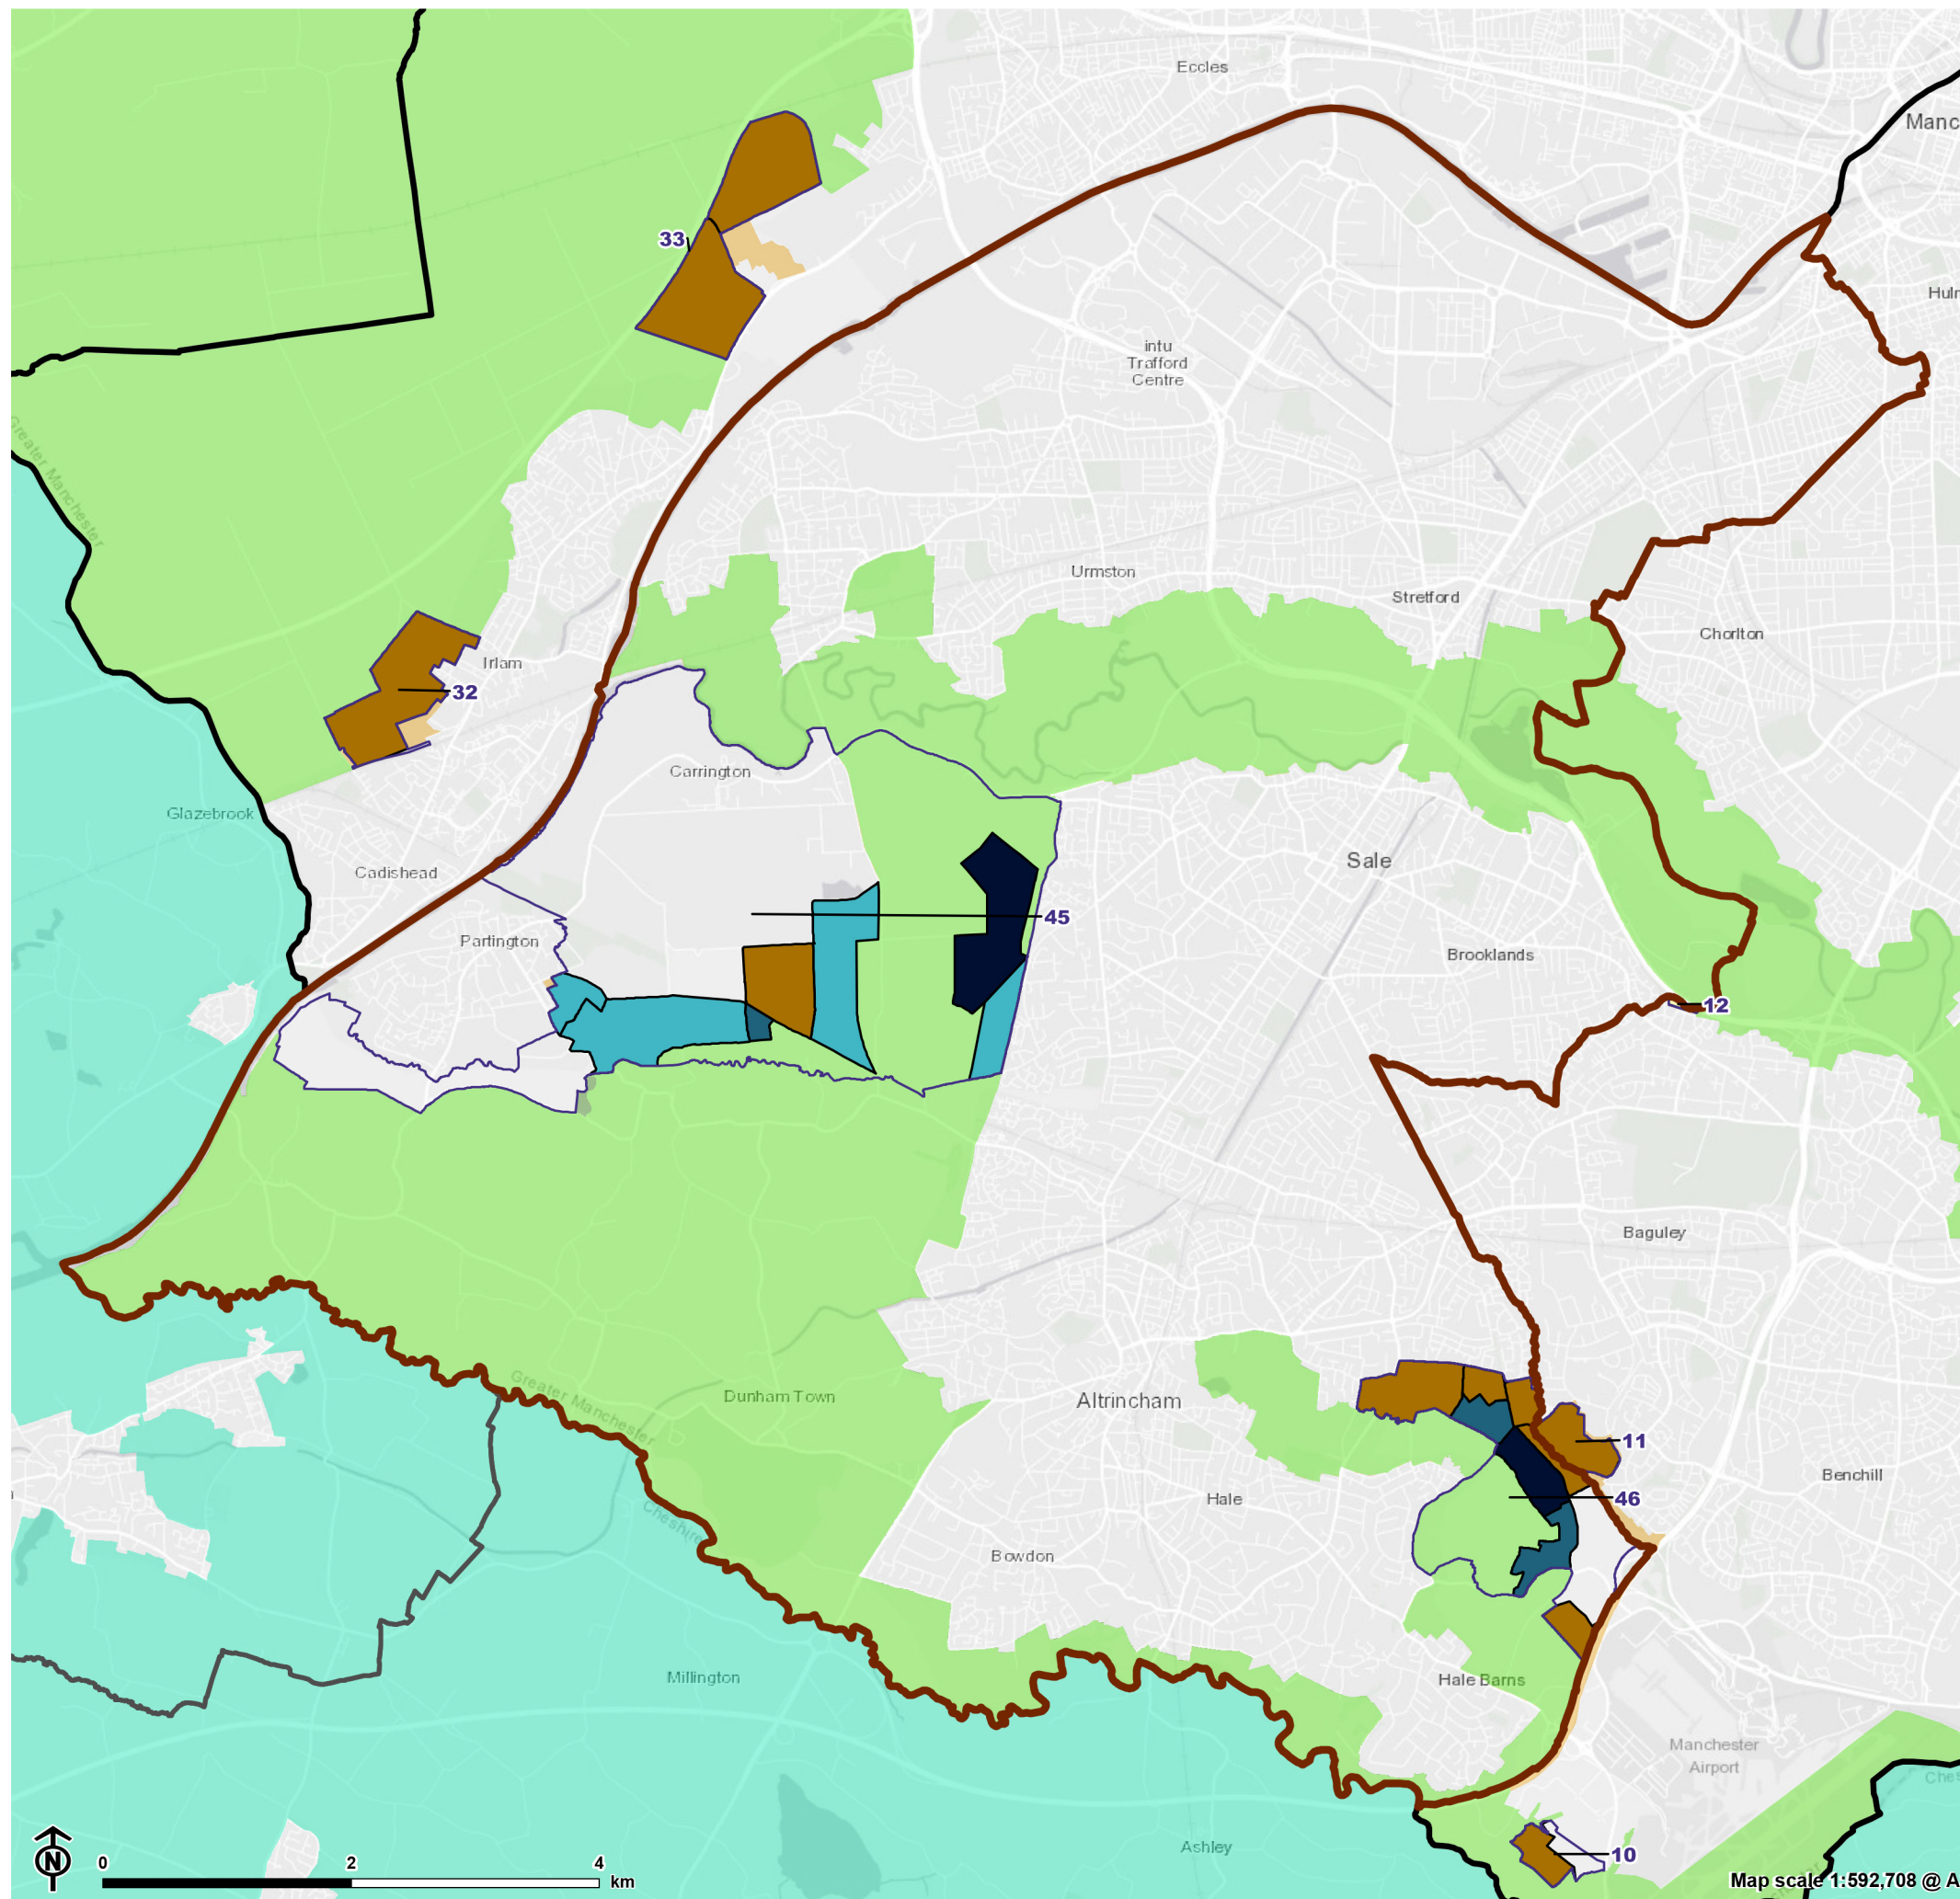 Eccles
Manc
33
Hulr
intu
Trafford
Centre
Greater Manchester
Urmston
Stretford
Chorlton
Irlam
32
Carrington
Glazebrook
Sale
Cadishead
45
Partington
Brooklands
12
Baguley
Greater Manchester
Dunham Town
Altrincham
11
Benchill
Hale
46
Cheshire
Bowdon
Millington
Hale Barns
Manchester
Airport
Ches
Ashley
10
N
0 2 4
km
Map scale 1:592,708 @ A